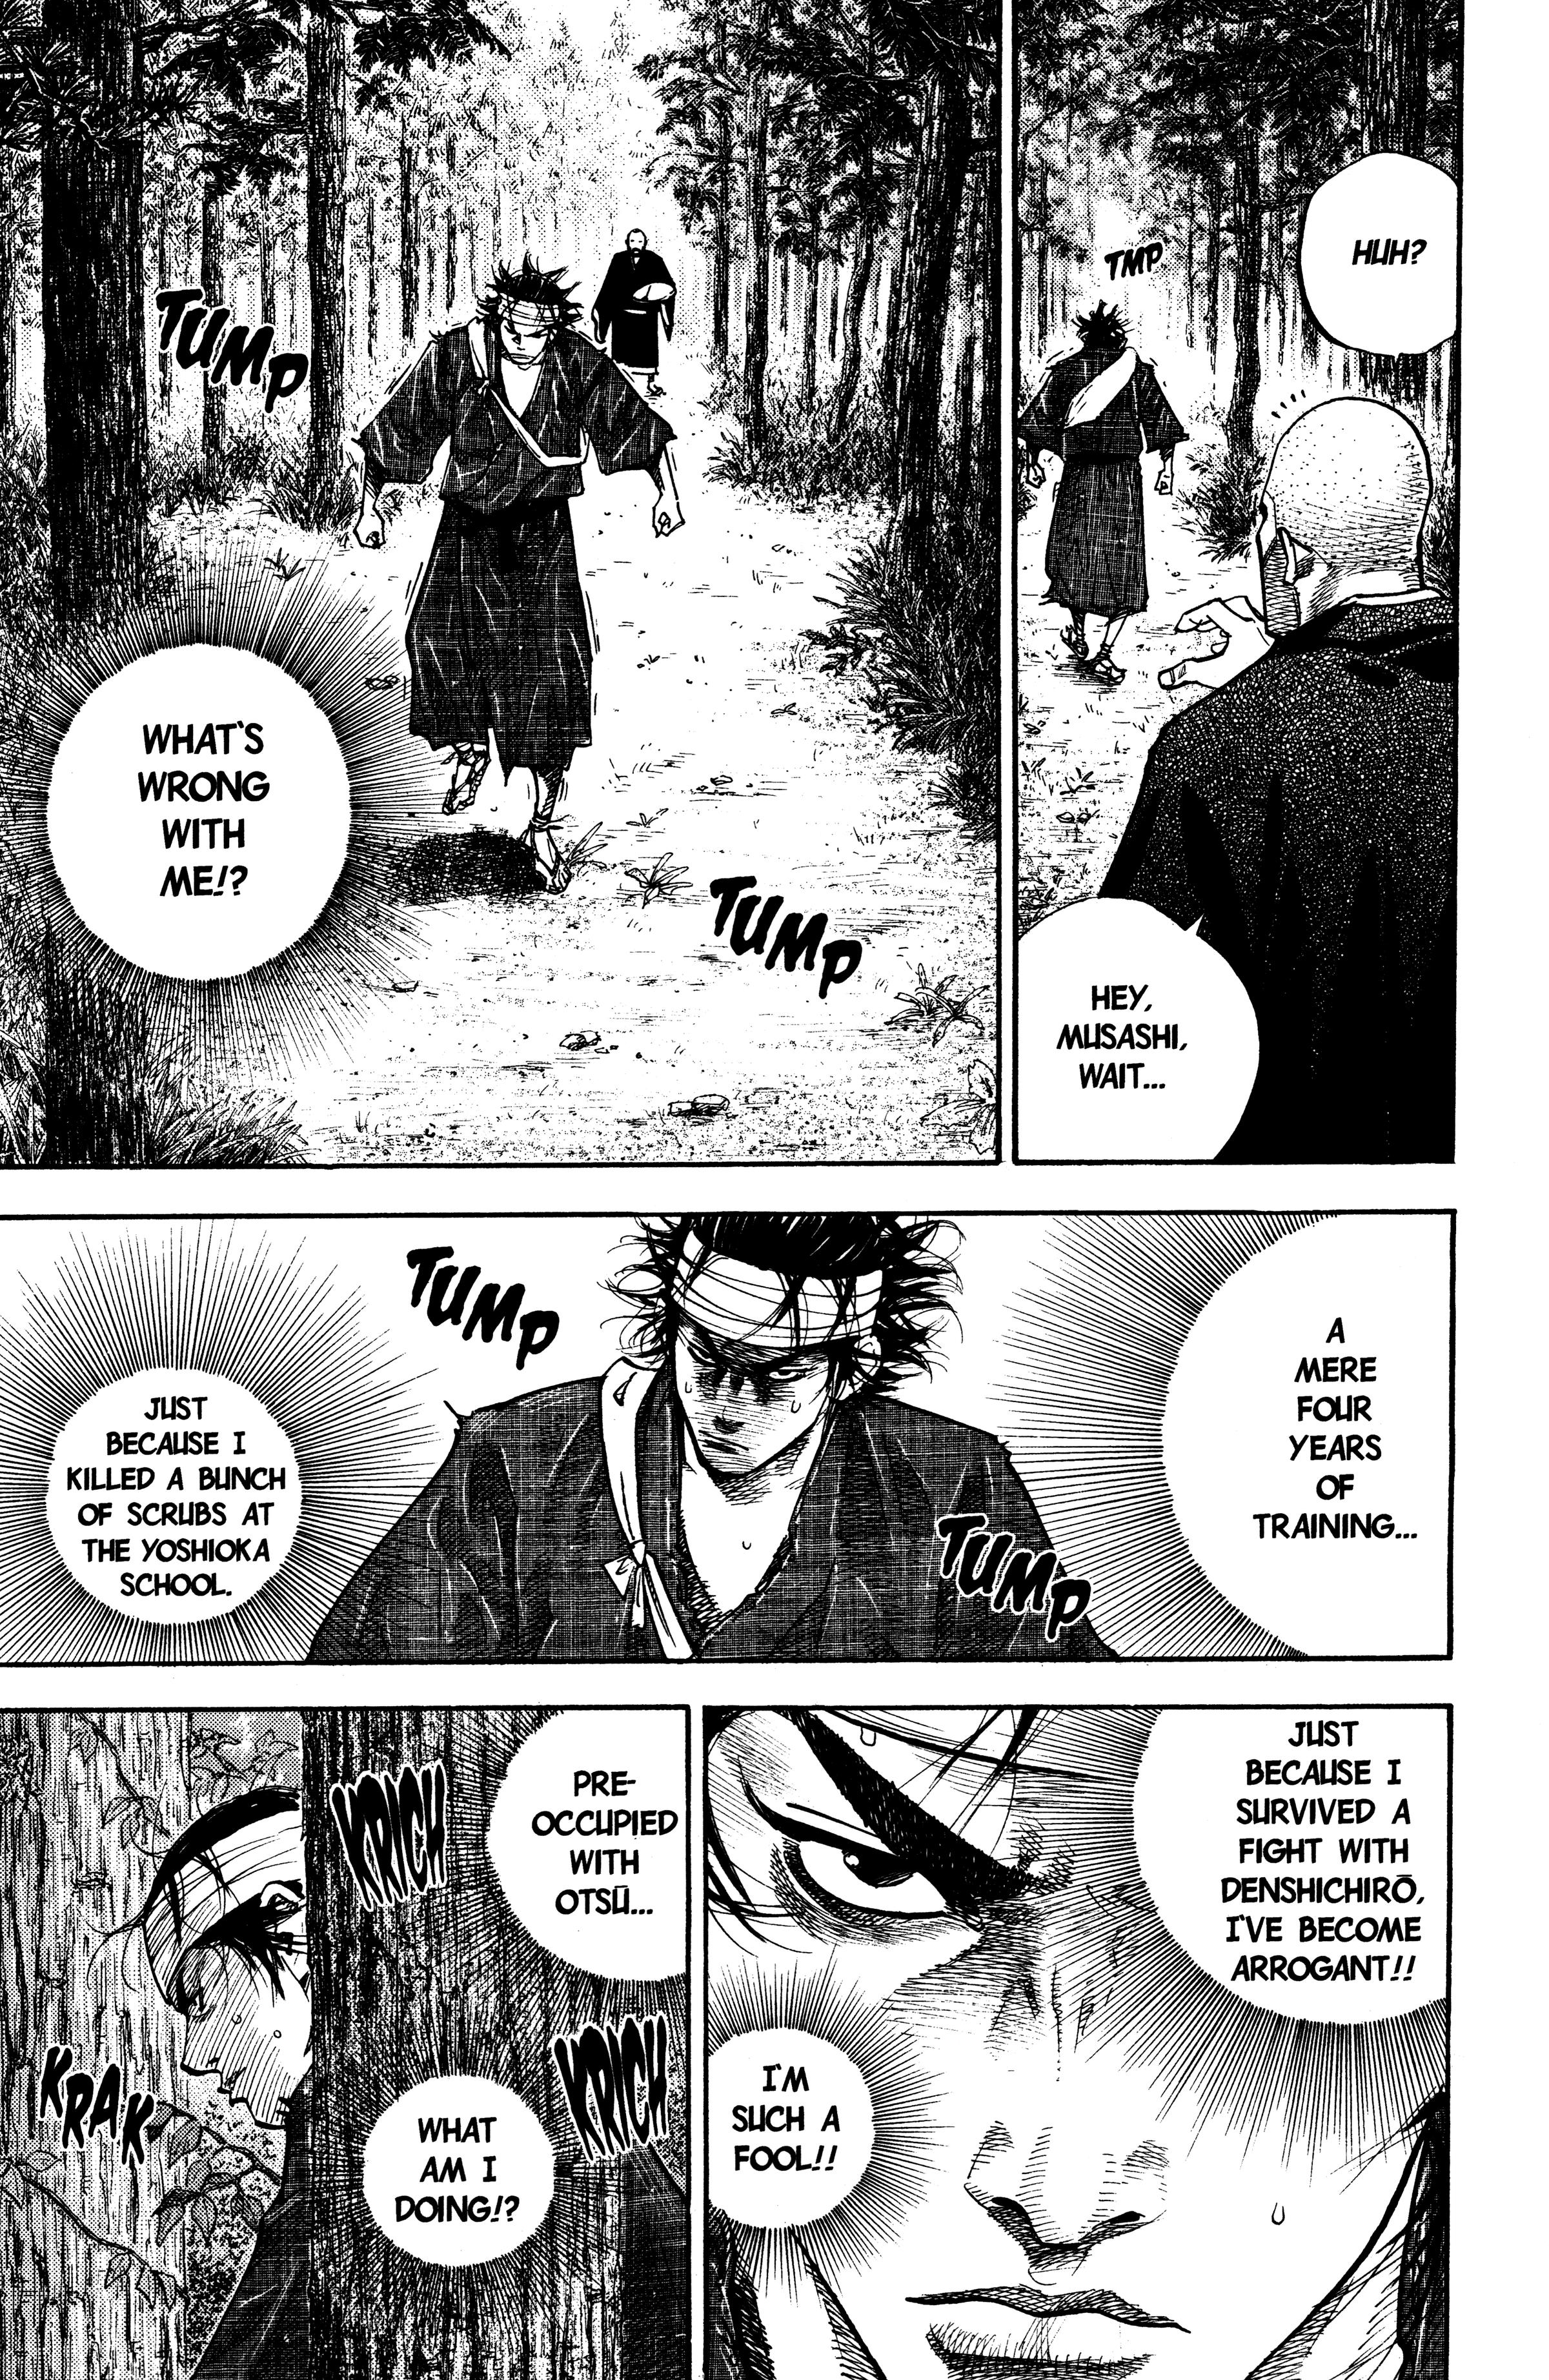 HUH?
TMP
HEY,
MUSASHI,
WAIT...
TUMP
WHAT'S
WRONG
WITH
ME!?
TUMP
A
MERE
FOUR
YEARS
OF
TRAINING...
TUMP
TUMP
JUST
BECAUSE I
KILLED A BUNCH
OF SCRUBS AT
THE YOSHIOKA
SCHOOL.
JUST
BECAUSE I
SURVIVED A
FIGHT WITH
DENSHICHIRŌ,
I'VE BECOME
ARROGANT!!
I'M
SUCH A
FOOL!!
PRE-
OCCUPIED
WITH
OTSŪ...
KRICH
KRICH
WHAT
AM I
DOING!?
KRAK